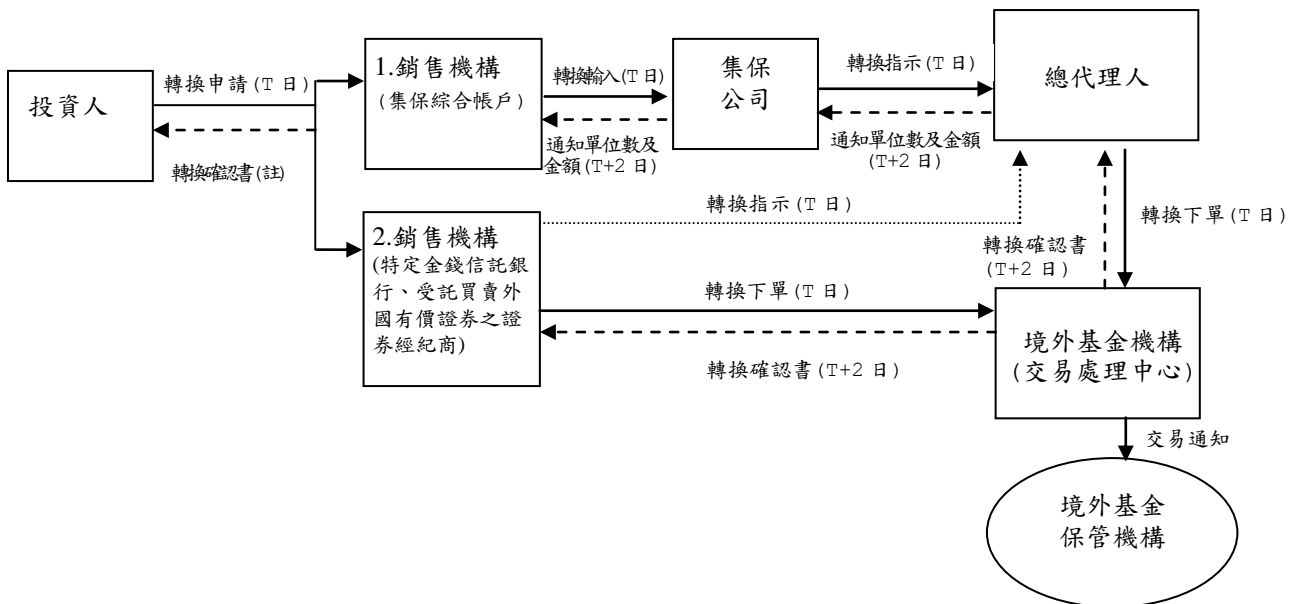 投資人
轉換申請(T 日)
轉換確認書(註)
1.銷售機構
(集保綜合帳戶)
轉換輸入(T 日)
通知單位數及
金額(T+2 日)
集保
公司
轉換指示(T 日)
通知單位數及金額
(T+2 日)
總代理人
2.銷售機構
(特定金錢信託銀
行、受託買賣外
國有價證券之證
券經紀商)
轉換指示(T 日)
轉換下單(T 日)
轉換確認書(T+2 日)
轉換確認書
(T+2 日)
轉換下單(T 日)
境外基金機構
(交易處理中心)
交易通知
境外基金
保管機構